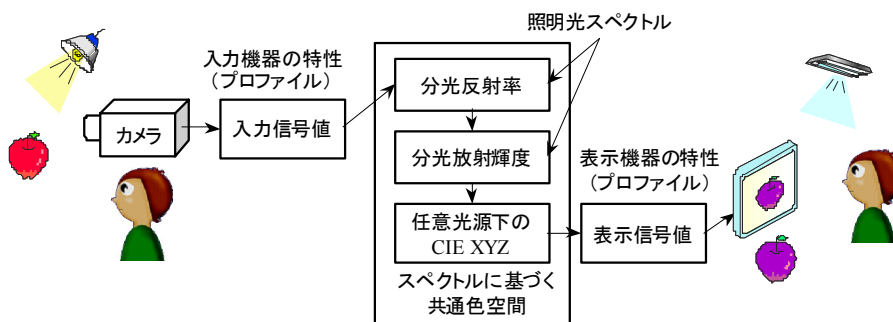 照明光スペクトル
入力機器の特性
(プロファイル)
カメラ
入力信号値
分光反射率
分光放射輝度
任意光源下の
CIE XYZ
スペクトルに基づく
共通色空間
表示機器の特性
(プロファイル)
表示信号値